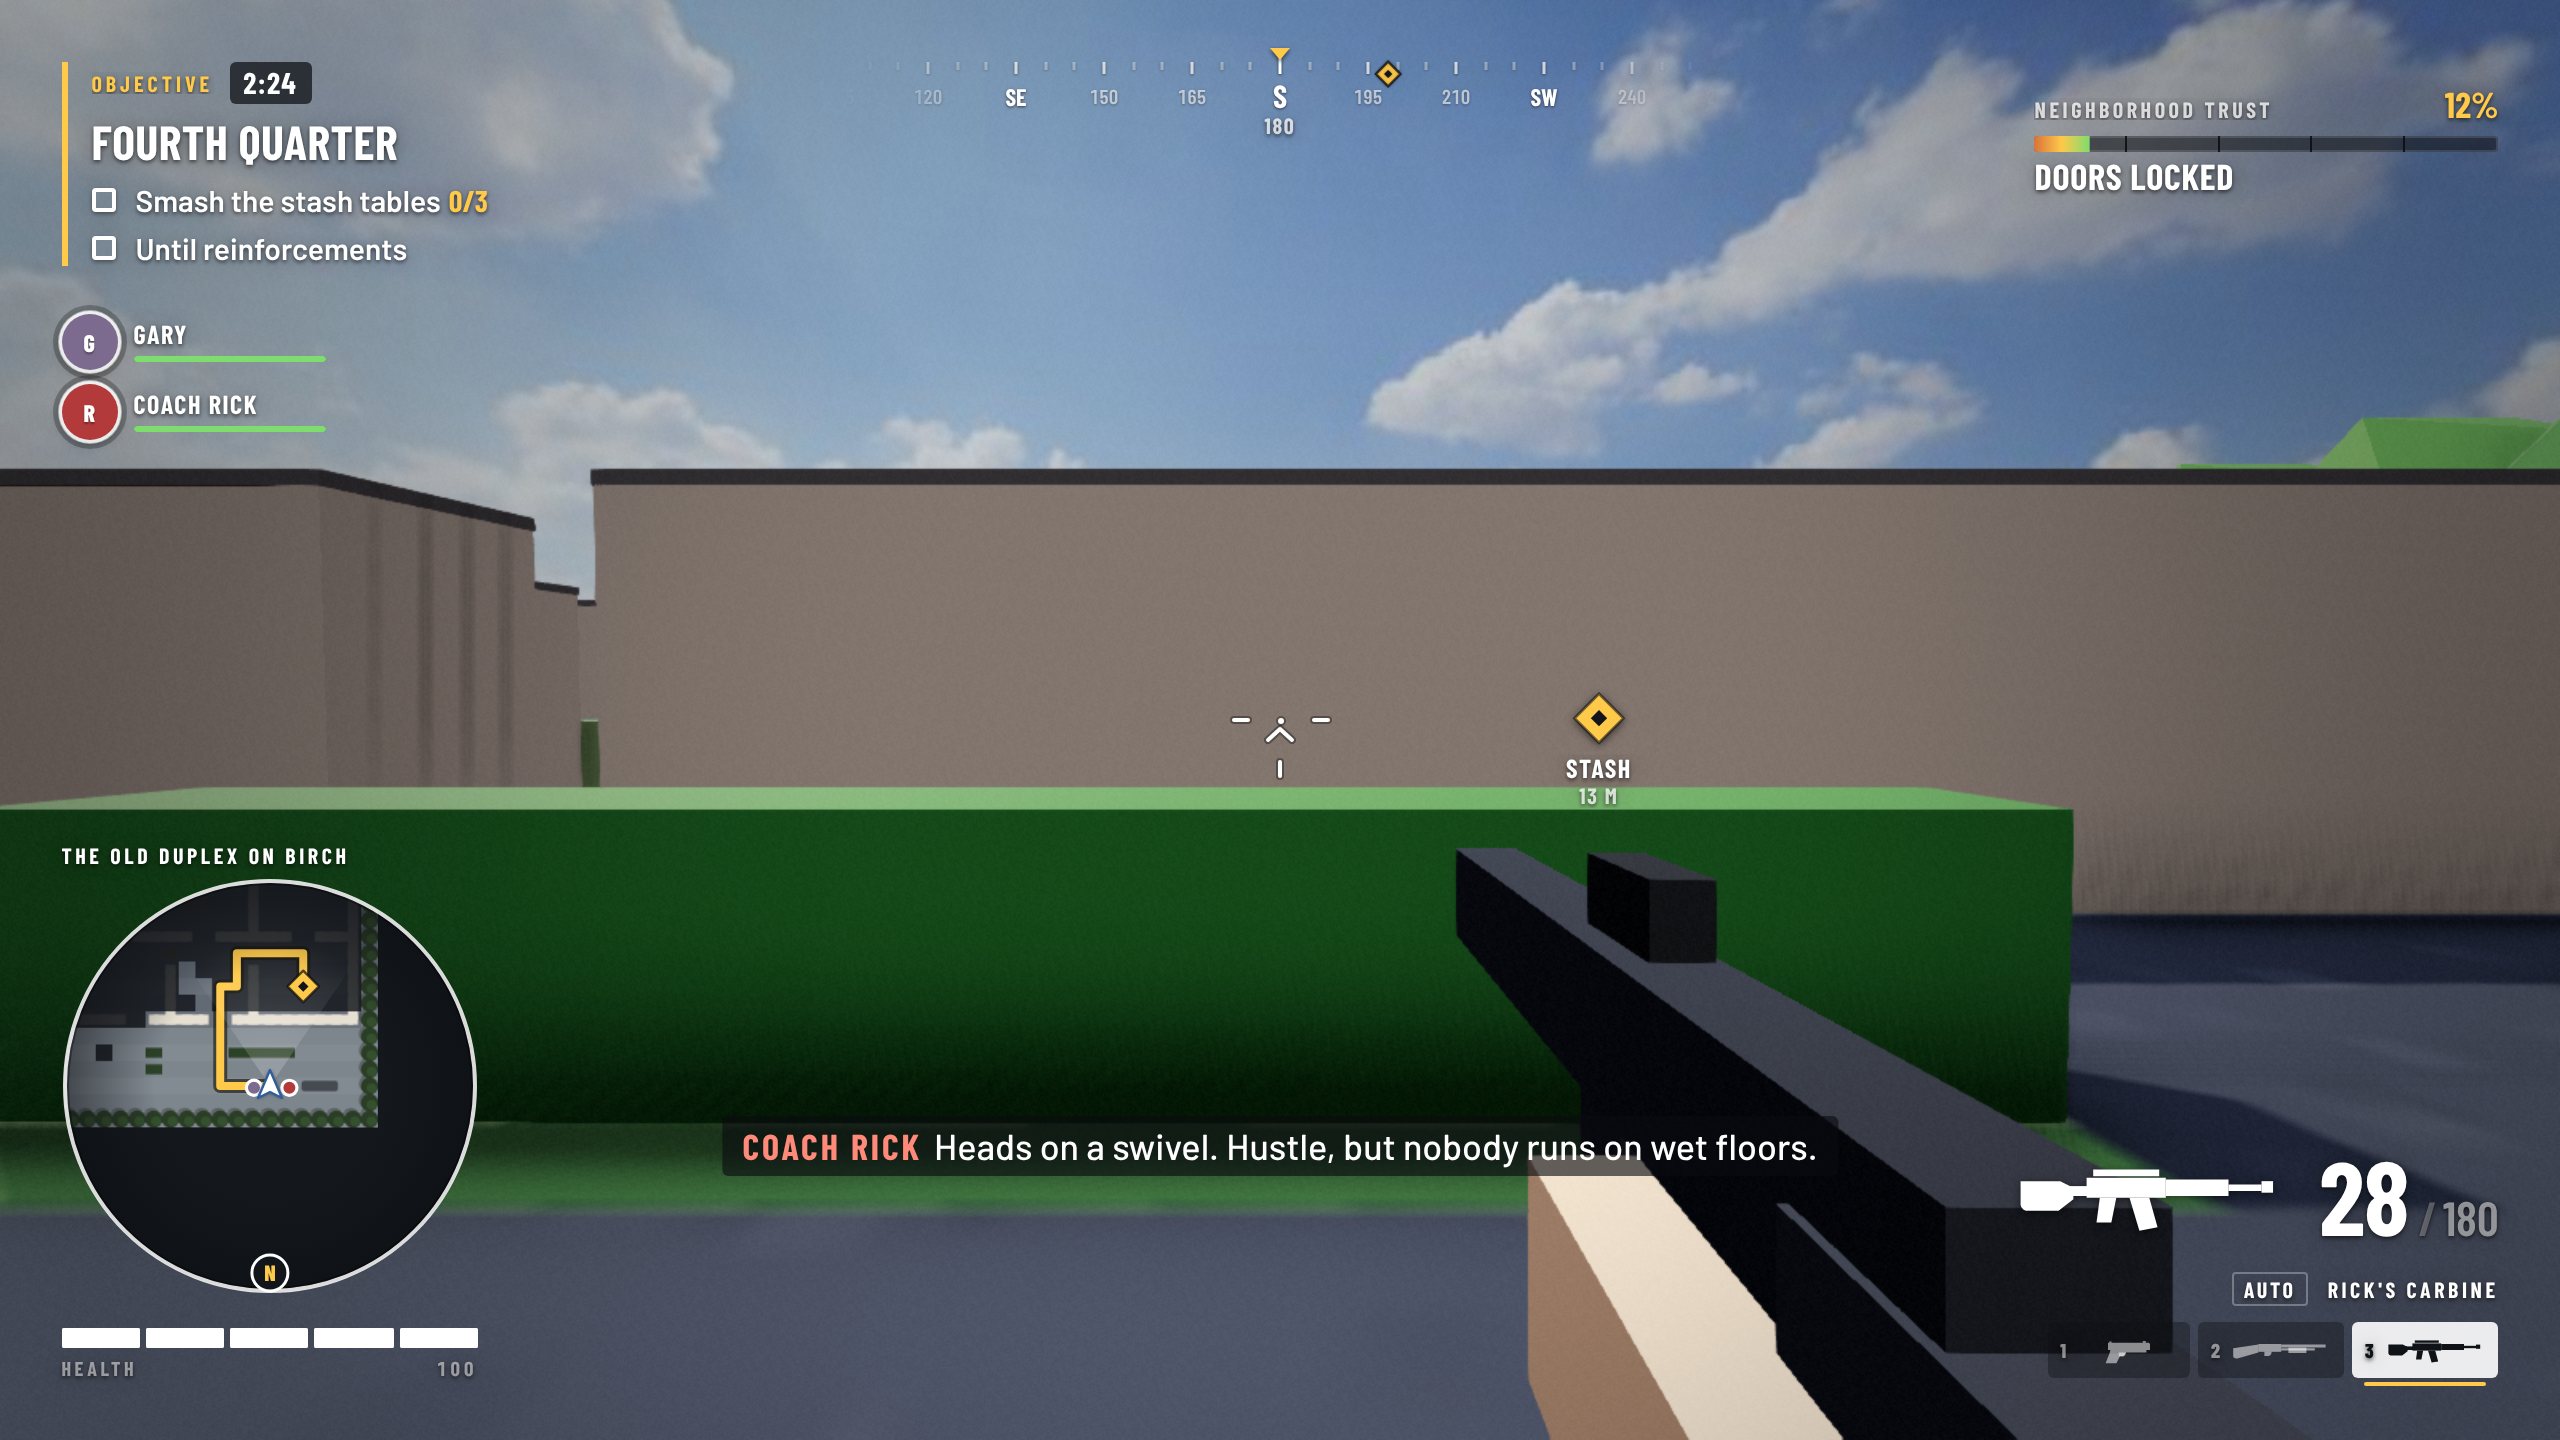 OBJECTIVE 2:24
FOURTH QUARTER
Smash the stash tables 0/3
Until reinforcements
G GARY
R COACH RICK
120 SE 150 165 S 195 210 SW 240
180
NEIGHBORHOOD TRUST 12%
DOORS LOCKED
STASH
13 M
THE OLD DUPLEX ON BIRCH
N
HEALTH 100
COACH RICK Heads on a swivel. Hustle, but nobody runs on wet floors.
28 / 180
AUTO RICK'S CARBINE
1 2 3